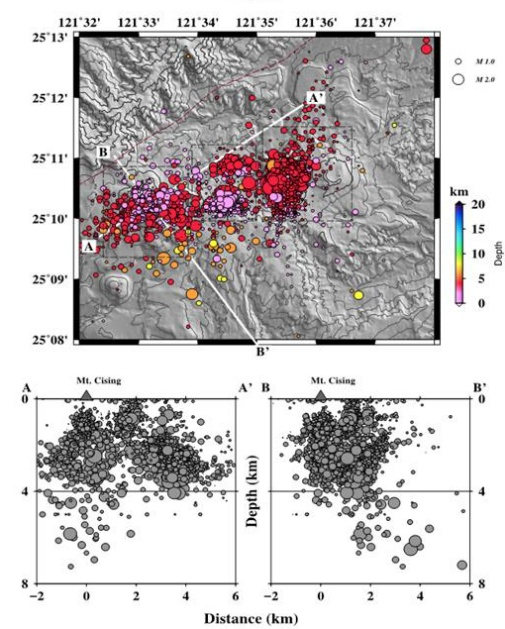 121˚32' 121˚33' 121˚34' 121˚35' 121˚36' 121˚37'
25˚13'
M 1.0
M 2.0
25˚12'
A'
B
25˚11'
km
20
15
Depth
25˚10'
10
A
5
0
25˚09'
25˚08'
B'
A Mt. Cising A' B Mt. Cising B'
0 0
Depth (km)
4 4
8 8
−2 0 2 4 6 −2 0 2 4 6
Distance (km)